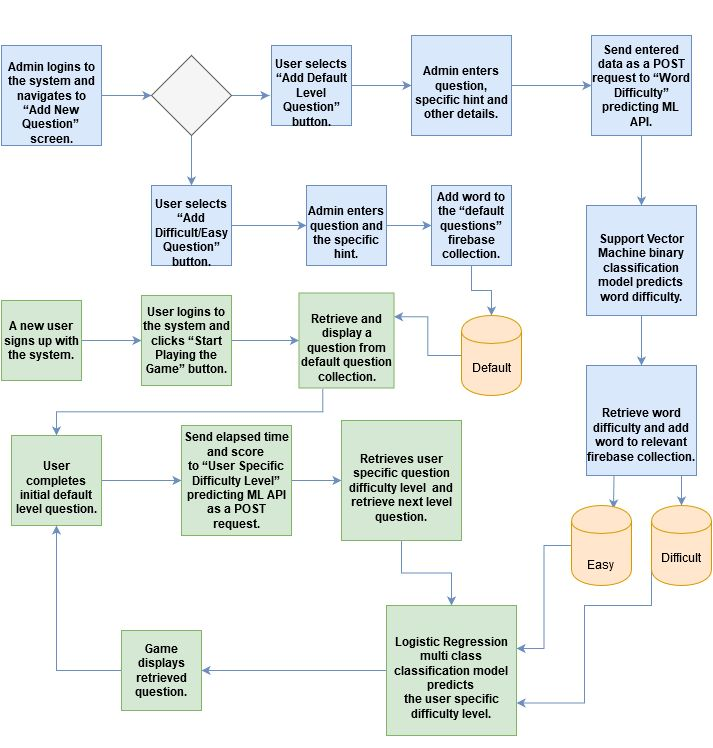 Admin logins to
the system and
navigates to
“Add New
Question”
screen.
User selects
“Add Default
Level
Question”
button.
Admin enters
question,
specific hint and
other details.
Send entered
data as a POST
request to “Word
Difficulty”
predicting ML
API.
User selects
“Add
Difficult/Easy
Question”
button.
Admin enters
question and
the specific
hint.
Add word to
the “default
questions”
firebase
collection.
Support Vector
Machine binary
classification
model predicts
word difficulty.
A new user
signs up with
the system.
User logins to
the system and
clicks “Start
Playing the
Game” button.
Retrieve and
display a
question from
default question
collection.
Default
Retrieve word
difficulty and add
word to relevant
firebase collection.
User
completes
initial default
level question.
Send elapsed time
and score
to “User Specific
Difficulty Level”
predicting ML API
as a POST
request.
Retrieves user
specific question
difficulty level and
retrieve next level
question.
Easy
Difficult
Game
displays
retrieved
question.
Logistic Regression
multi class
classification model
predicts
the user specific
difficulty level.